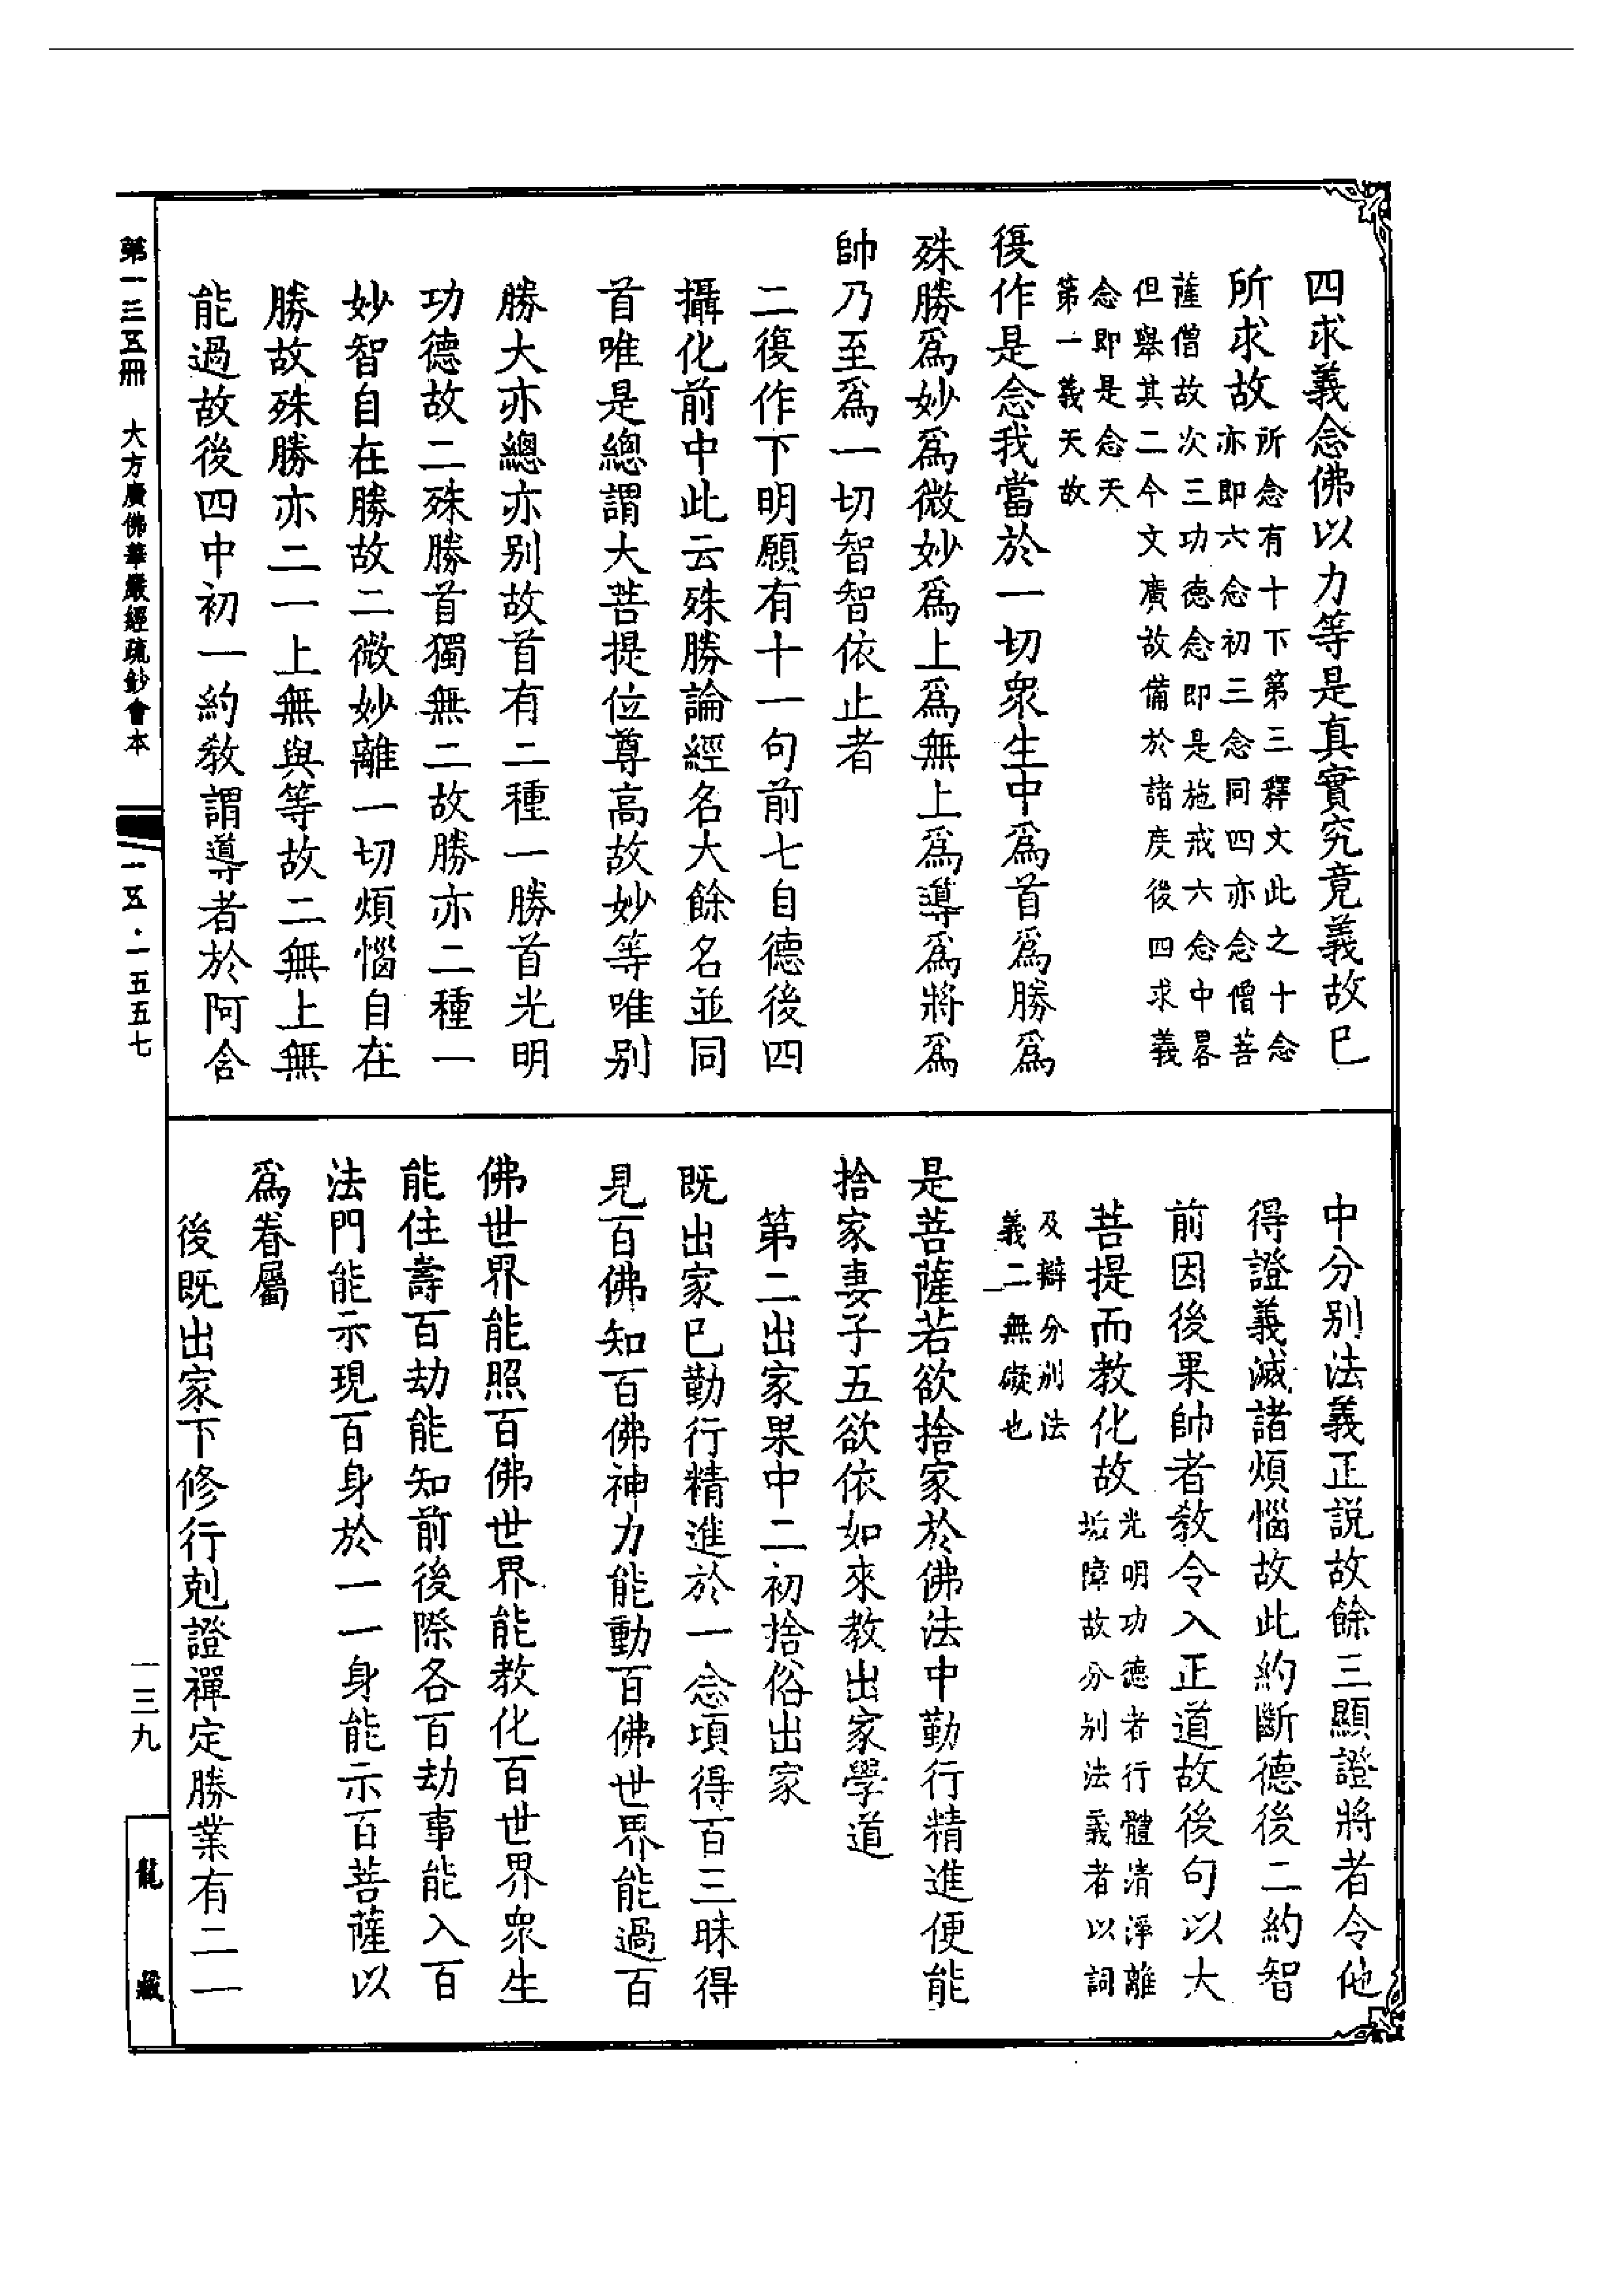 四求義念佛以力等是真實究竟義故已
所求故所念有十下第三釋文此之十念
亦即六念初三念同四亦念僧菩
薩僧故次三功德念即是施戒六念中畧
但舉其二今文廣故備於諸度後四求義
念即是念天
第一義天故
復作是念我當於一切衆生中為首為勝為
殊勝為妙為微妙為上為無上為導為將為
帥乃至為一切智智依止者
二復作下明願有十一句前七自德後四
攝化前中此云殊勝論經名大餘名並同
首唯是總謂大菩提位尊高故妙等唯别
勝大亦總亦别故首有二種一勝首光明
功德故二殊勝首獨無二故勝亦二種一
妙智自在勝故二微妙離一切煩惱自在
勝故殊勝亦二一上無與等故二無上無
能過故後四中初一約教謂導者於阿含
中分别法義正説故餘三顯證將者令他
得證義滅諸煩惱故此約斷德後二約智
前因後果帥者教令入正道故後句以大
菩提而教化故光明功德者行體清淨離
垢障故分别法義者以詞
及辯分别法
義二無礙也
是菩薩若欲捨家於佛法中勤行精進便能
捨家妻子五欲依如來教出家學道
第二出家果中二初捨俗出家
既出家已勤行精進於一念頃得百三昧得
見百佛知百佛神力能動百佛世界能過百
佛世界能照百佛世界能教化百世界衆生
能住壽百劫能知前後際各百劫事能入百
法門能示現百身於一一身能示百菩薩以
為眷屬
後既出家下修行剋證禪定勝業有二一
第一三五冊　大方廣佛華嚴經疏鈔會本
一五·一五五七
一三九
龍藏